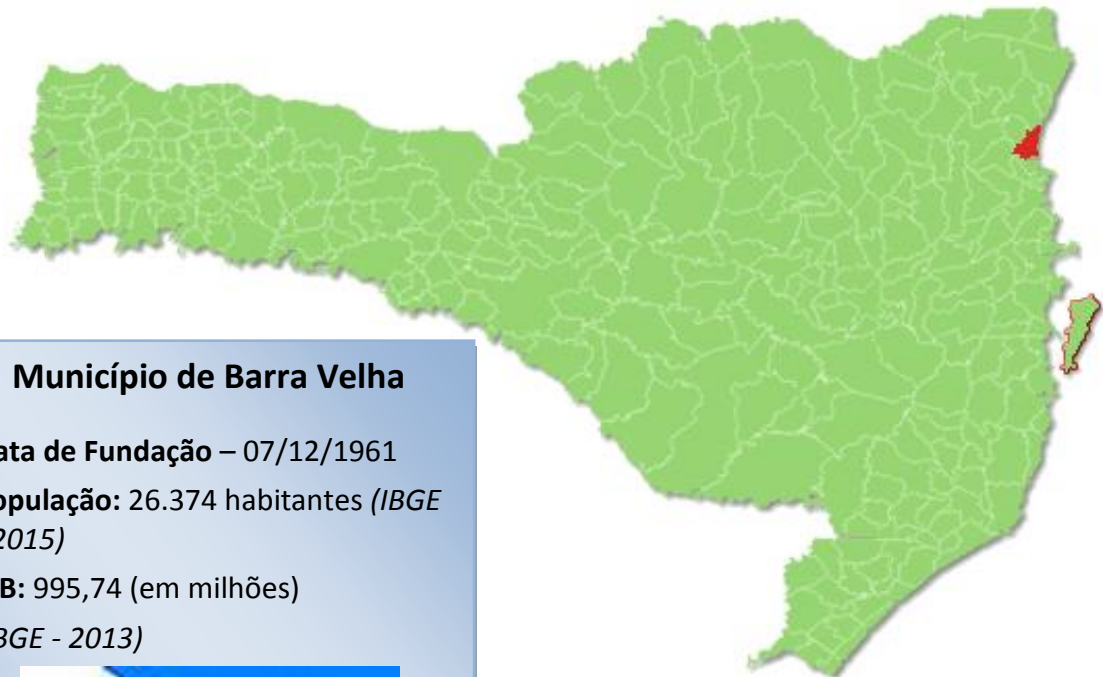 Município de Barra Velha
ata de Fundação – 07/12/1961
opulação: 26.374 habitantes (IBGE
2015)
B: 995,74 (em milhões)
BGE - 2013)